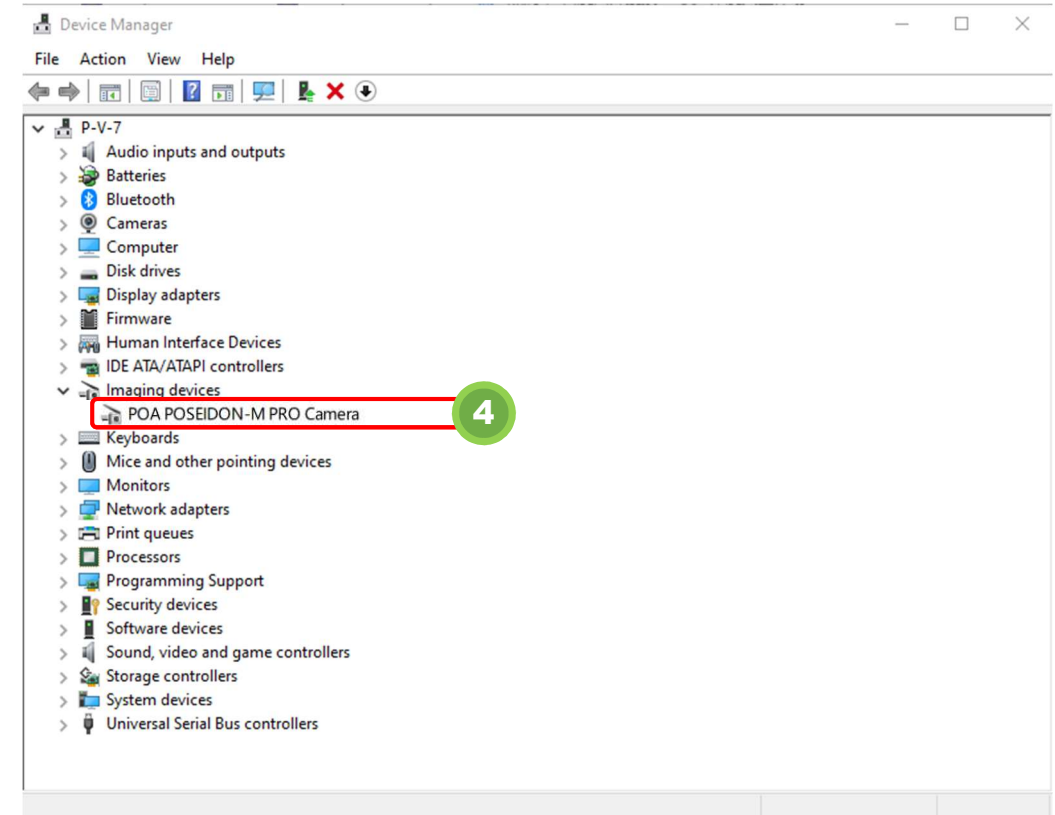 Device Manager
File Action View Help
P-V-7
Audio inputs and outputs
Batteries
Bluetooth
Cameras
Computer
Disk drives
Display adapters
Firmware
Human Interface Devices
IDE ATA/ATAPI controllers
Imaging devices
POA POSEIDON-M PRO Camera 4
Keyboards
Mice and other pointing devices
Monitors
Network adapters
Print queues
Processors
Programming Support
Security devices
Software devices
Sound, video and game controllers
Storage controllers
System devices
Universal Serial Bus controllers